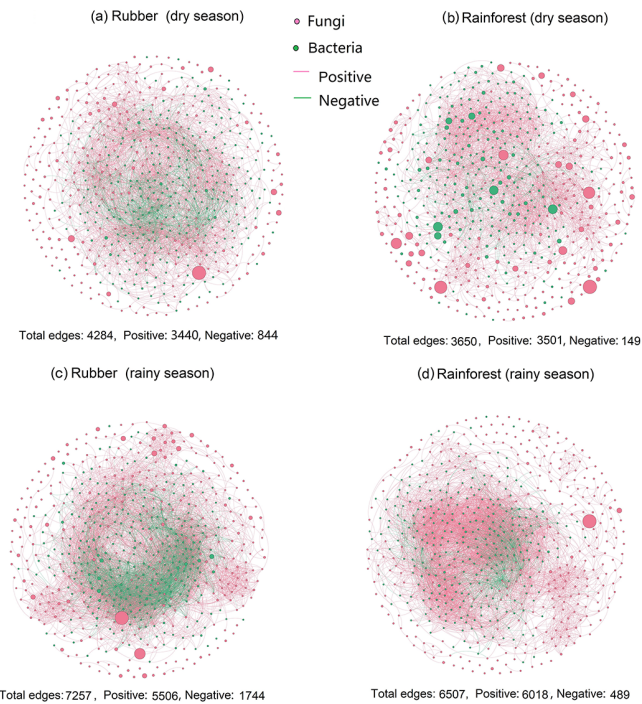 (a) Rubber (dry season)
Fungi
Bacteria
Positive
Negative
(b) Rainforest (dry season)
Total edges: 4284, Positive: 3440, Negative: 844
Total edges: 3650, Positive: 3501, Negative: 149
(c) Rubber (rainy season)
(d) Rainforest (rainy season)
Total edges: 7257, Positive: 5506, Negative: 1744
Total edges: 6507, Positive: 6018, Negative: 489